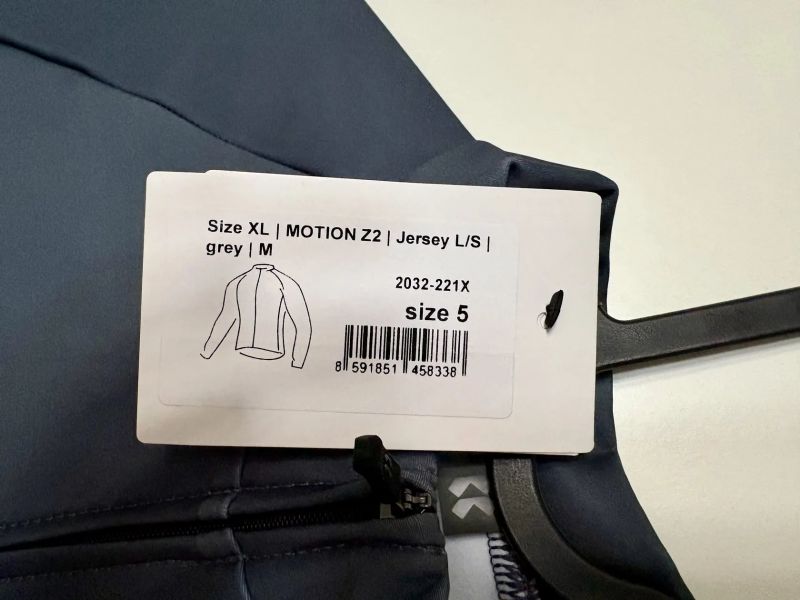 Size XL | MOTION Z2 | Jersey L/S |
grey | M
2032-221X
size 5
8 591851 458338